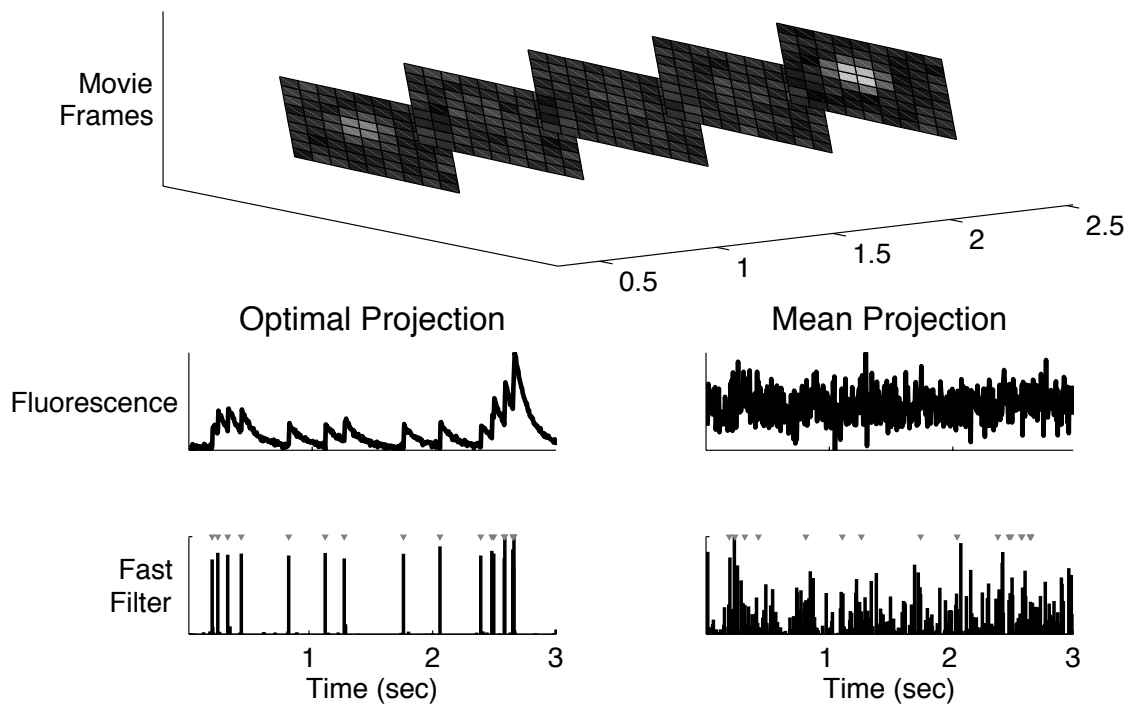 Movie
Frames
0.5
1
1.5
2
2.5
Optimal Projection
Mean Projection
Fluorescence
Fast
Filter
1
2
3
1
2
3
Time (sec)
Time (sec)